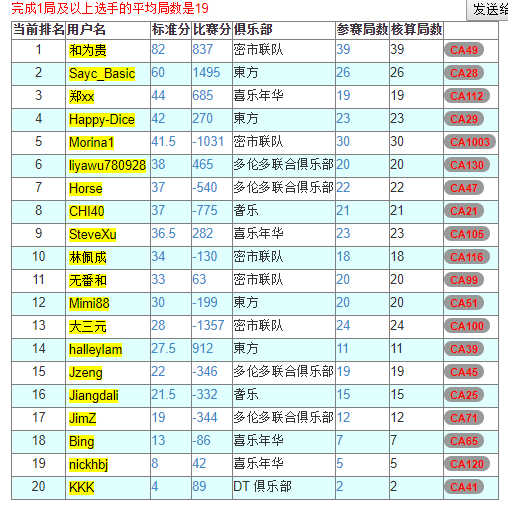 完成1局及以上选手的平均局数是19
发送给
当前排名 用户名 标准分 比赛分 俱乐部 参赛局数 核算局数
1 和为贵 82 837 密市联队 39 39 CA49
2 Sayc_Basic 60 1495 東方 26 26 CA28
3 郑xx 44 685 喜乐年华 19 19 CA112
4 Happy-Dice 42 270 東方 23 23 CA29
5 Morina1 41.5 -1031 密市联队 30 30 CA1003
6 liyawu780928 38 465 多伦多联合俱乐部 20 20 CA130
7 Horse 37 -540 多伦多联合俱乐部 22 22 CA47
8 CHI40 37 -775 耆乐 21 21 CA21
9 SteveXu 36.5 282 喜乐年华 23 23 CA105
10 林佩成 34 -130 密市联队 18 18 CA116
11 无番和 33 63 密市联队 20 20 CA99
12 Mimi88 30 -199 東方 20 20 CA51
13 大三元 28 -1357 密市联队 24 24 CA100
14 halleylam 27.5 912 東方 11 11 CA39
15 Jzeng 22 -346 多伦多联合俱乐部 19 19 CA45
16 Jiangdali 21.5 -332 耆乐 15 15 CA25
17 JimZ 19 -344 多伦多联合俱乐部 12 12 CA71
18 Bing 13 -86 喜乐年华 7 7 CA65
19 nickhbj 8 42 喜乐年华 5 5 CA120
20 KKK 4 89 DT 俱乐部 2 2 CA41